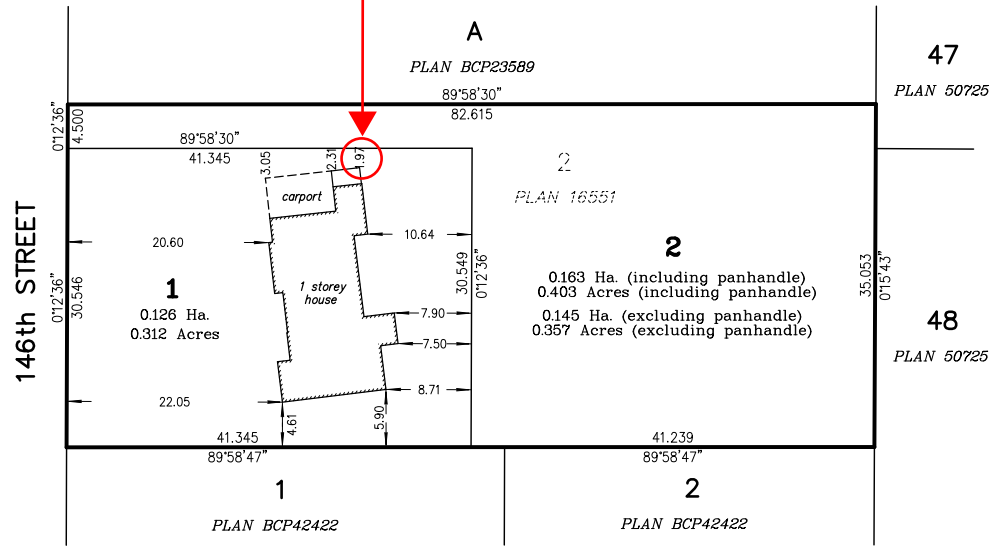 A
PLAN BCP23589
47
PLAN 50725
89°58'30"
82.615
0°12'36"
4.500
89°58'30"
41.345
3.05
2.31
1.97
2
PLAN 16551
carport
146th STREET
20.60
10.64
1 storey
house
1
0.126 Ha.
0.312 Acres
0°12'36"
30.546
30.549
0°12'36"
2
0.163 Ha. (including panhandle)
0.403 Acres (including panhandle)
0.145 Ha. (excluding panhandle)
0.357 Acres (excluding panhandle)
35.053
0°15'43"
48
PLAN 50725
7.90
7.50
8.71
22.05
4.61
5.90
41.345
89°58'47"
41.239
89°58'47"
1
PLAN BCP42422
2
PLAN BCP42422